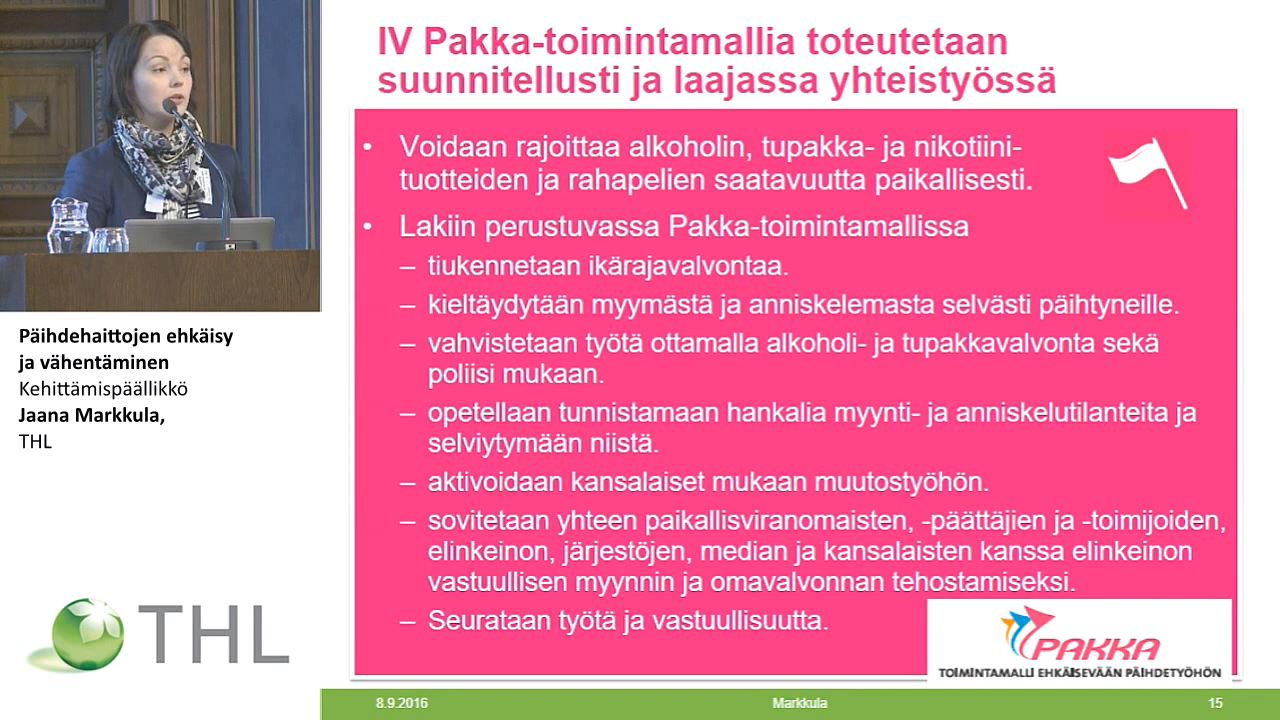 IV Pakka-toimintamallia toteutetaan
suunnitellusti ja laajassa yhteistyössä
• Voidaan rajoittaa alkoholin, tupakka- ja nikotiini-
tuotteiden ja rahapelien saatavuutta paikallisesti.
• Lakiin perustuvassa Pakka-toimintamallissa
– tiukennetaan ikärajavalvontaa.
– kieltäydytään myymästä ja anniskelemasta selvästi päihtyneille.
– vahvistetaan työtä ottamalla alkoholi- ja tupakkavalvonta sekä
poliisi mukaan.
– opetellaan tunnistamaan hankalia myynti- ja anniskelutilanteita ja
selviytymään niistä.
– aktivoidaan kansalaiset mukaan muutostyöhön.
– sovitetaan yhteen paikallisviranomaisten, -päättäjien ja -toimijoiden,
elinkeinon, järjestöjen, median ja kansalaisten kanssa elinkeinon
vastuullisen myynnin ja omavalvonnan tehostamiseksi.
– Seurataan työtä ja vastuullisuutta.
PAKKA
TOIMINTAMALLI EHKÄISEVÄÄN PÄIHDETYÖHÖN
8.9.2016 Markkula 15
Päihdehaittojen ehkäisy
ja vähentäminen
Kehittämispäällikkö
Jaana Markkula,
THL
THL